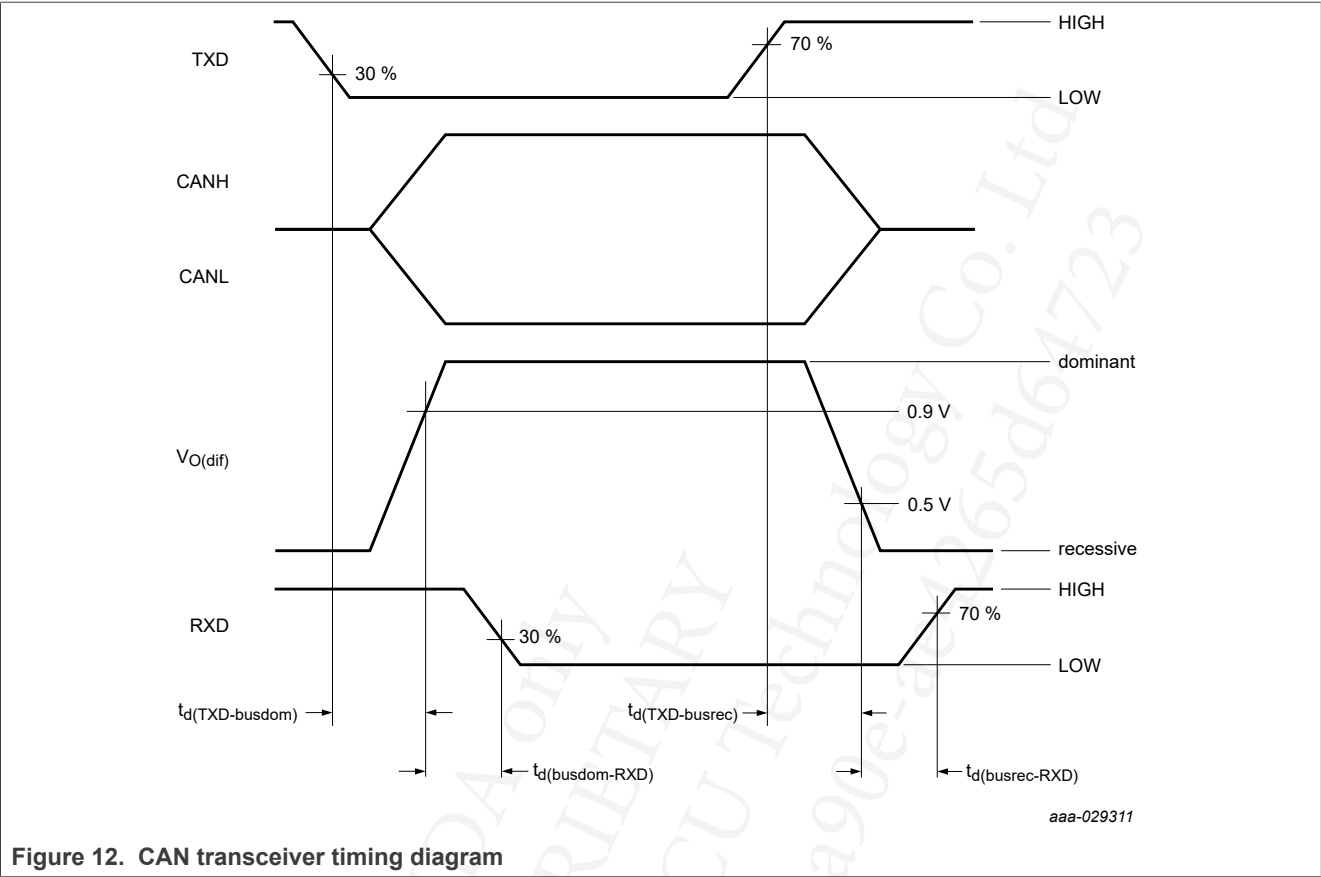 HIGH
TXD
70 %
30 %
LOW
CANH
CANL
dominant
0.9 V
VO(dif)
0.5 V
recessive
HIGH
RXD
70 %
30 %
LOW
td(TXD-busdom)
td(TXD-busrec)
td(busdom-RXD)
td(busrec-RXD)
aaa-029311
Figure 12. CAN transceiver timing diagram